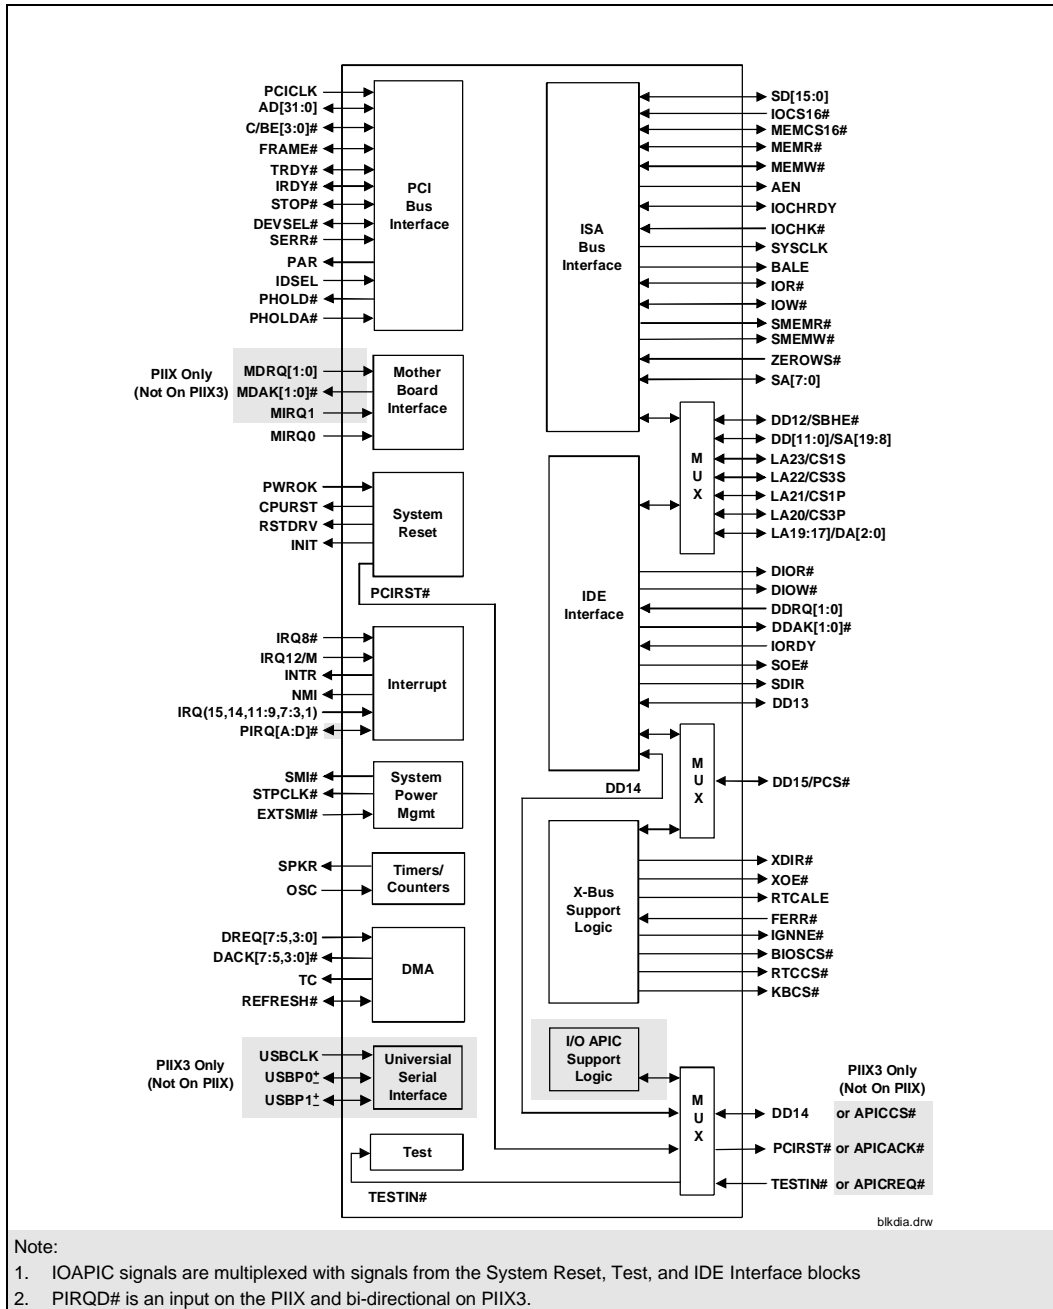 PCICLK
AD[31:0]
C/BE[3:0]#
FRAME#
TRDY#
IRDY#
STOP#
DEVSEL#
SERR#
PAR
IDSEL
PHOLD#
PHOLDA#
PCI
Bus
Interface
PIIX Only
(Not On PIIX3)
MDRQ[1:0]
MDAK[1:0]#
MIRQ1
MIRQ0
Mother
Board
Interface
PWROK
CPURST
RSTDRV
INIT
System
Reset
PCIRST#
IRQ8#
IRQ12/M
INTR
NMI
IRQ(15,14,11:9,7:3,1)
PIRQ[A:D]#
Interrupt
SMI#
STPCLK#
EXTSMI#
System
Power
Mgmt
SPKR
OSC
Timers/
Counters
DREQ[7:5,3:0]
DACK[7:5,3:0]#
TC
REFRESH#
DMA
PIIX3 Only
(Not On PIIX)
USBCLK
USBP0±
USBP1±
Universial
Serial
Interface
Test
TESTIN#
ISA
Bus
Interface
SD[15:0]
IOCS16#
MEMCS16#
MEMR#
MEMW#
AEN
IOCHRDY
IOCHK#
SYSCLK
BALE
IOR#
IOW#
SMEMR#
SMEMW#
ZEROWS#
SA[7:0]
M
U
X
DD12/SBHE#
DD[11:0]/SA[19:8]
LA23/CS1S
LA22/CS3S
LA21/CS1P
LA20/CS3P
LA19:17]/DA[2:0]
IDE
Interface
DIOR#
DIOW#
DDRQ[1:0]
DDAK[1:0]#
IORDY
SOE#
SDIR
DD13
DD14
M
U
X
DD15/PCS#
X-Bus
Support
Logic
XDIR#
XOE#
RTCALE
FERR#
IGNNE#
BIOSCS#
RTCCS#
KBCS#
I/O APIC
Support
Logic
M
U
X
PIIX3 Only
(Not On PIIX)
DD14 or APICCS#
PCIRST# or APICACK#
TESTIN# or APICREQ#
blkdia.drw
Note:
1. IOAPIC signals are multiplexed with signals from the System Reset, Test, and IDE Interface blocks
2. PIRQD# is an input on the PIIX and bi-directional on PIIX3.